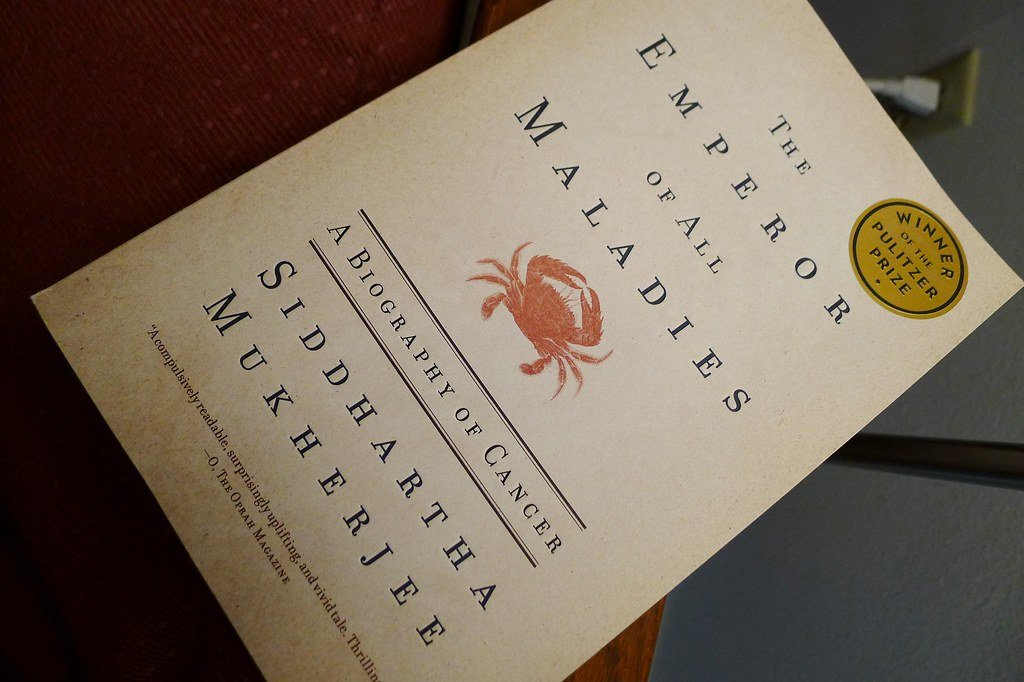 THE
EMPEROR
OF ALL
MALADIES
WINNER
OF THE
PULITZER
PRIZE
A BIOGRAPHY OF CANCER
SIDDHARTHA
MUKHERJEE
“A compulsively readable, surprisingly uplifting, and vivid tale. Thrillin
—O, THE OPRAH MAGAZINE